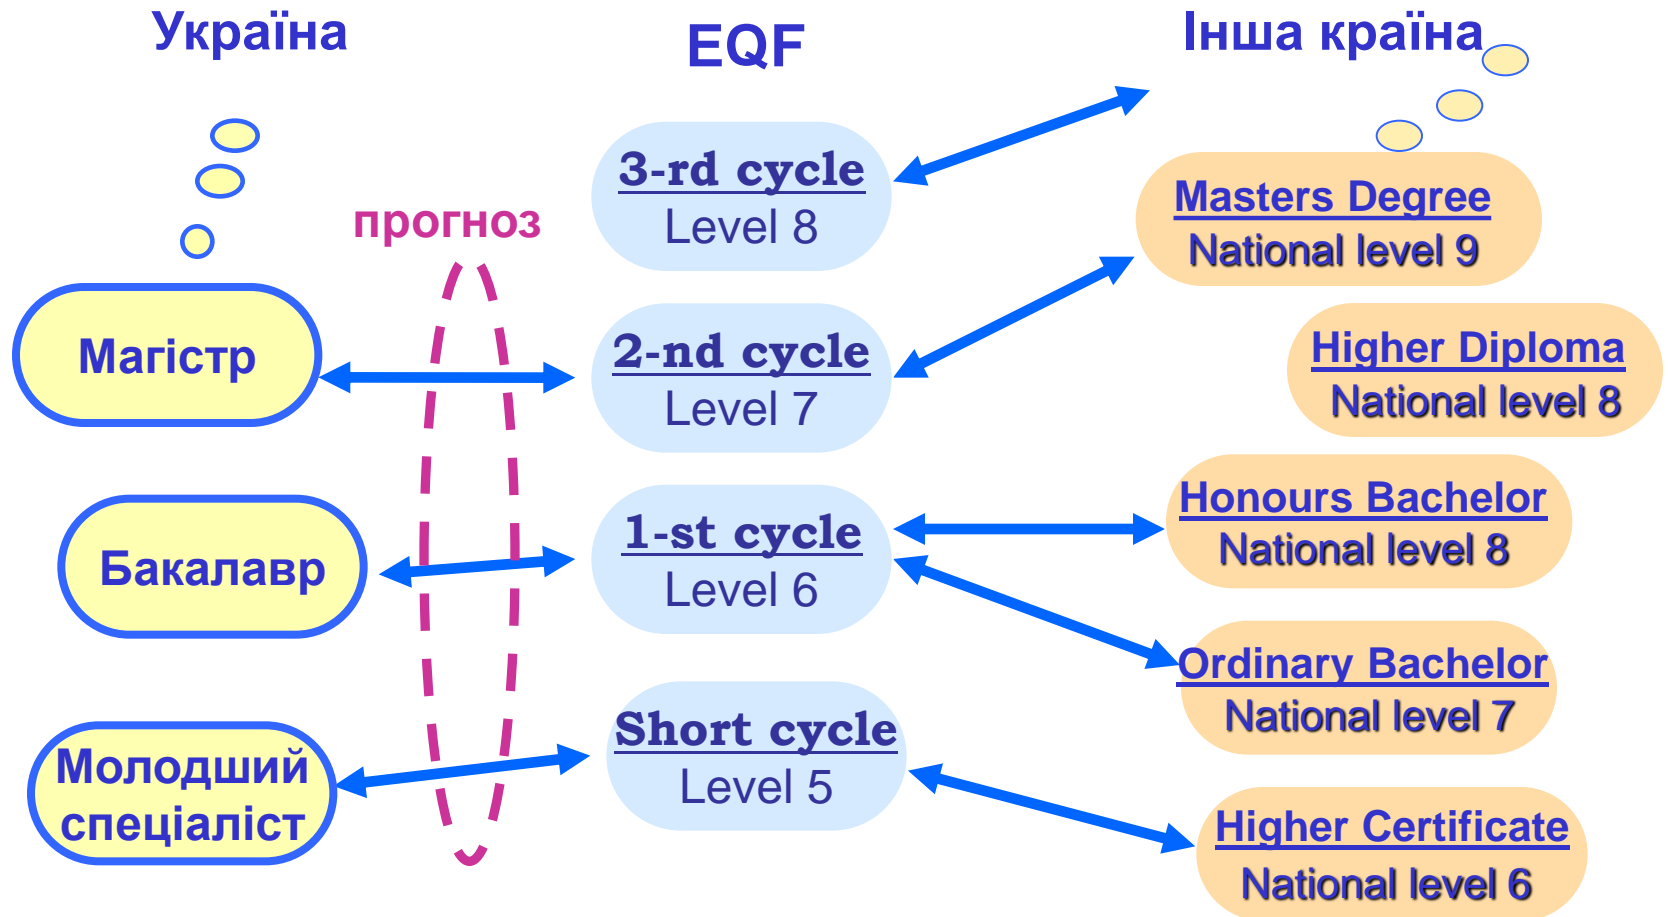 Україна
EQF
Інша країна
прогноз
Магістр
Бакалавр
Молодший
спеціаліст
3-rd cycle
Level 8
2-nd cycle
Level 7
1-st cycle
Level 6
Short cycle
Level 5
Masters Degree
National level 9
Higher Diploma
National level 8
Honours Bachelor
National level 8
Ordinary Bachelor
National level 7
Higher Certificate
National level 6